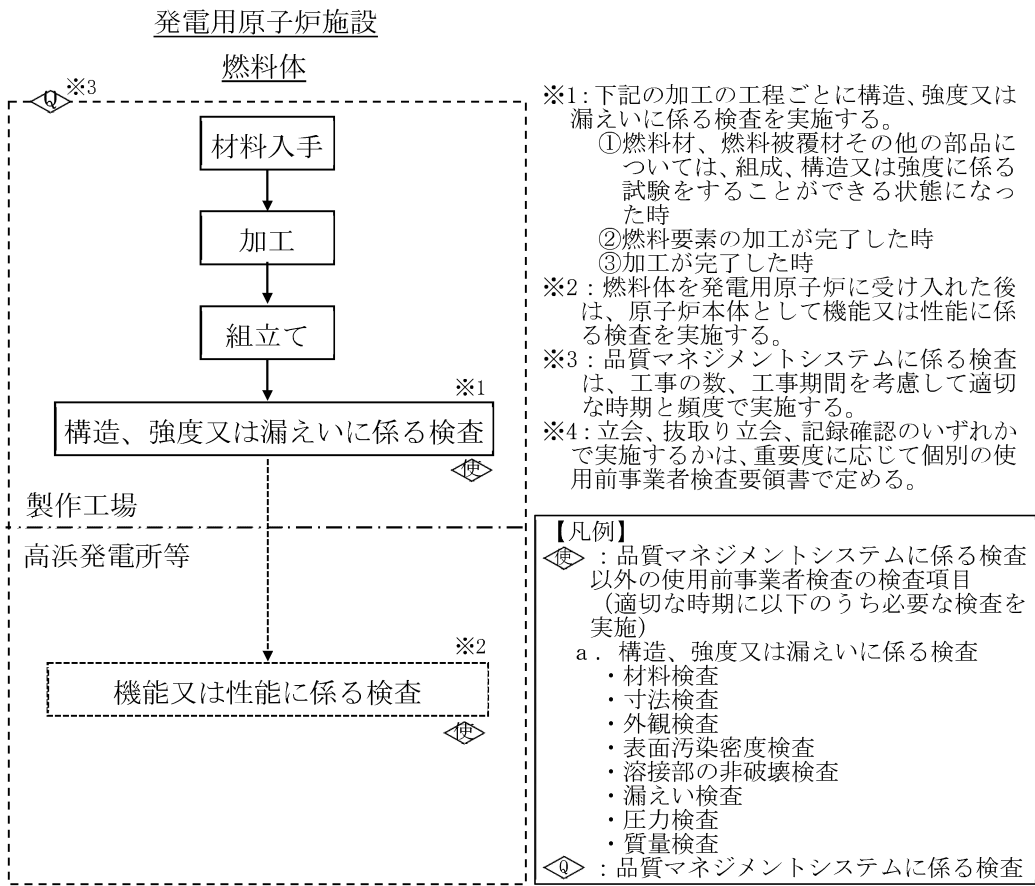 発電用原子炉施設
燃料体
Q ※3
材料入手
加工
組立て
※1
構造、強度又は漏えいに係る検査
使
製作工場
高浜発電所等
※2
機能又は性能に係る検査
使
※1：下記の加工の工程ごとに構造、強度又は
漏えいに係る検査を実施する。
①燃料材、燃料被覆材その他の部品に
ついては、組成、構造又は強度に係る
試験をすることができる状態になっ
た時
②燃料要素の加工が完了した時
③加工が完了した時
※2：燃料体を発電用原子炉に受け入れた後
は、原子炉本体として機能又は性能に係
る検査を実施する。
※3：品質マネジメントシステムに係る検査
は、工事の数、工事期間を考慮して適切
な時期と頻度で実施する。
※4：立会、抜取り立会、記録確認のいずれか
で実施するかは、重要度に応じて個別の使
用前事業者検査要領書で定める。
【凡例】
使：品質マネジメントシステムに係る検査
以外の使用前事業者検査の検査項目
（適切な時期に以下のうち必要な検査を
実施）
a．構造、強度又は漏えいに係る検査
・材料検査
・寸法検査
・外観検査
・表面汚染密度検査
・溶接部の非破壊検査
・漏えい検査
・圧力検査
・質量検査
Q：品質マネジメントシステムに係る検査